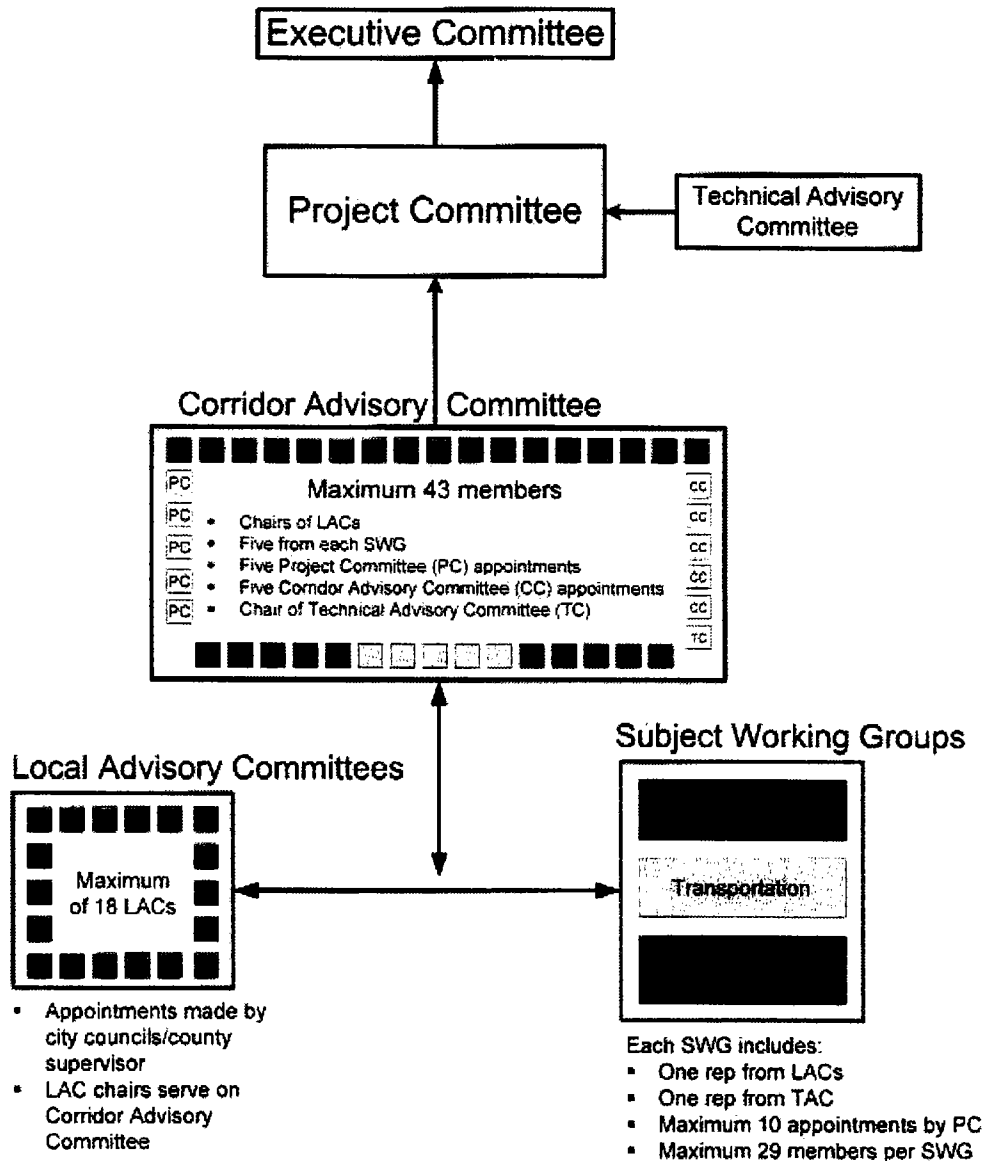 Executive Committee
Project Committee
Technical Advisory
Committee
Corridor Advisory Committee
PC
PC
PC
PC
PC
Maximum 43 members
• Chairs of LACs
• Five from each SWG
• Five Project Committee (PC) appointments
• Five Corridor Advisory Committee (CC) appointments
• Chair of Technical Advisory Committee (TC)
CC
CC
CC
CC
CC
TC
Local Advisory Committees
Maximum
of 18 LACs
▪ Appointments made by
city councils/county
supervisor
▪ LAC chairs serve on
Corridor Advisory
Committee
Subject Working Groups
Transportation
Each SWG includes:
▪ One rep from LACs
▪ One rep from TAC
▪ Maximum 10 appointments by PC
▪ Maximum 29 members per SWG